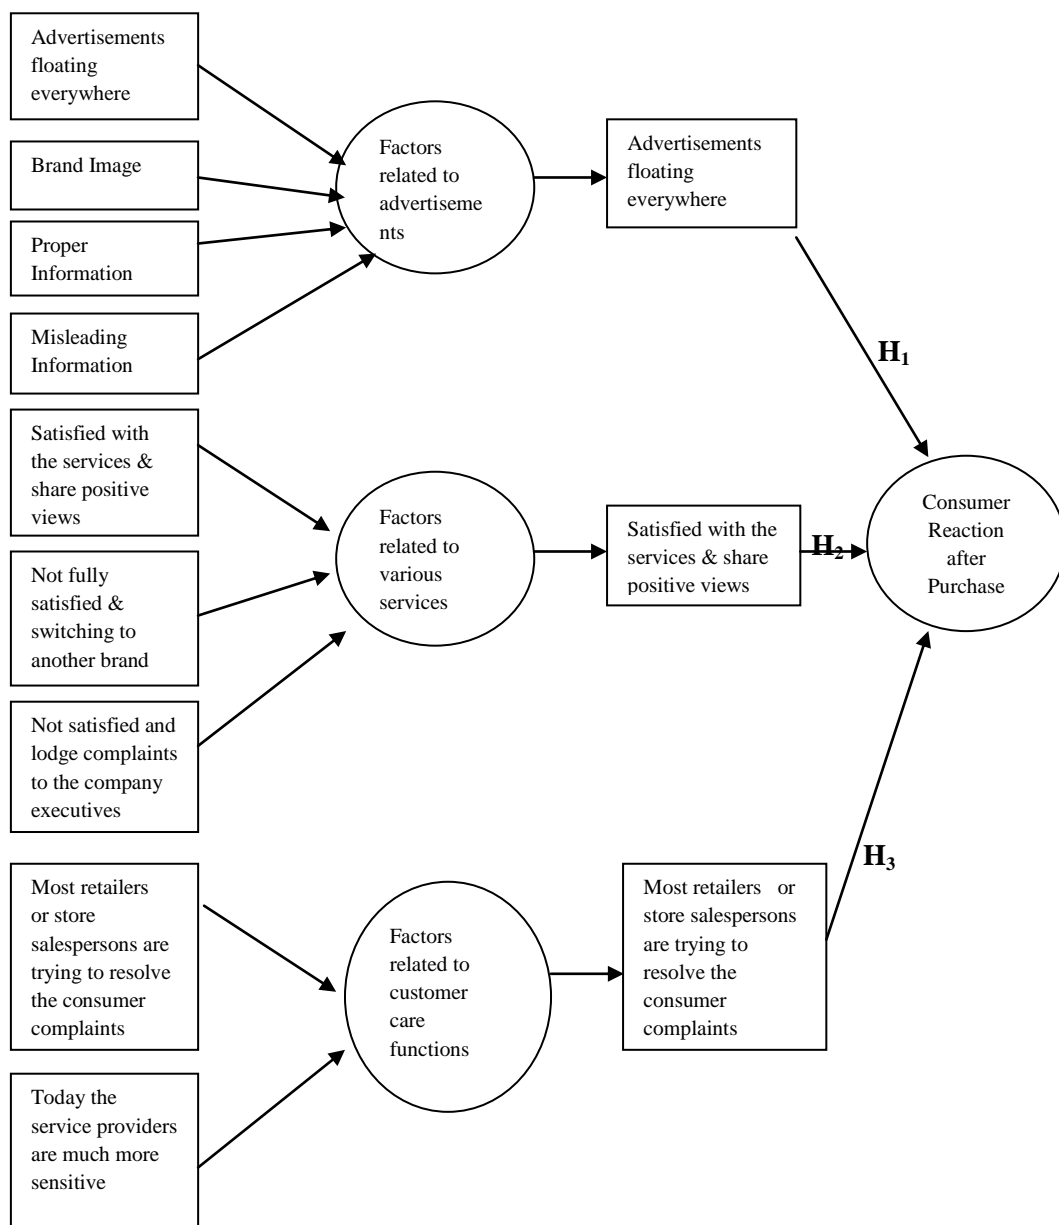 Advertisements
floating
everywhere
Brand Image
Proper
Information
Misleading
Information
Factors
related to
advertiseme
nts
Advertisements
floating
everywhere
H1
Satisfied with
the services &
share positive
views
Not fully
satisfied &
switching to
another brand
Not satisfied and
lodge complaints
to the company
executives
Factors
related to
various
services
Satisfied with the
services & share
positive views
H2
Consumer
Reaction
after
Purchase
Most retailers
or store
salespersons are
trying to resolve
the consumer
complaints
Today the
service providers
are much more
sensitive
Factors
related to
customer
care
functions
Most retailers or
store salespersons
are trying to
resolve the
consumer
complaints
H3